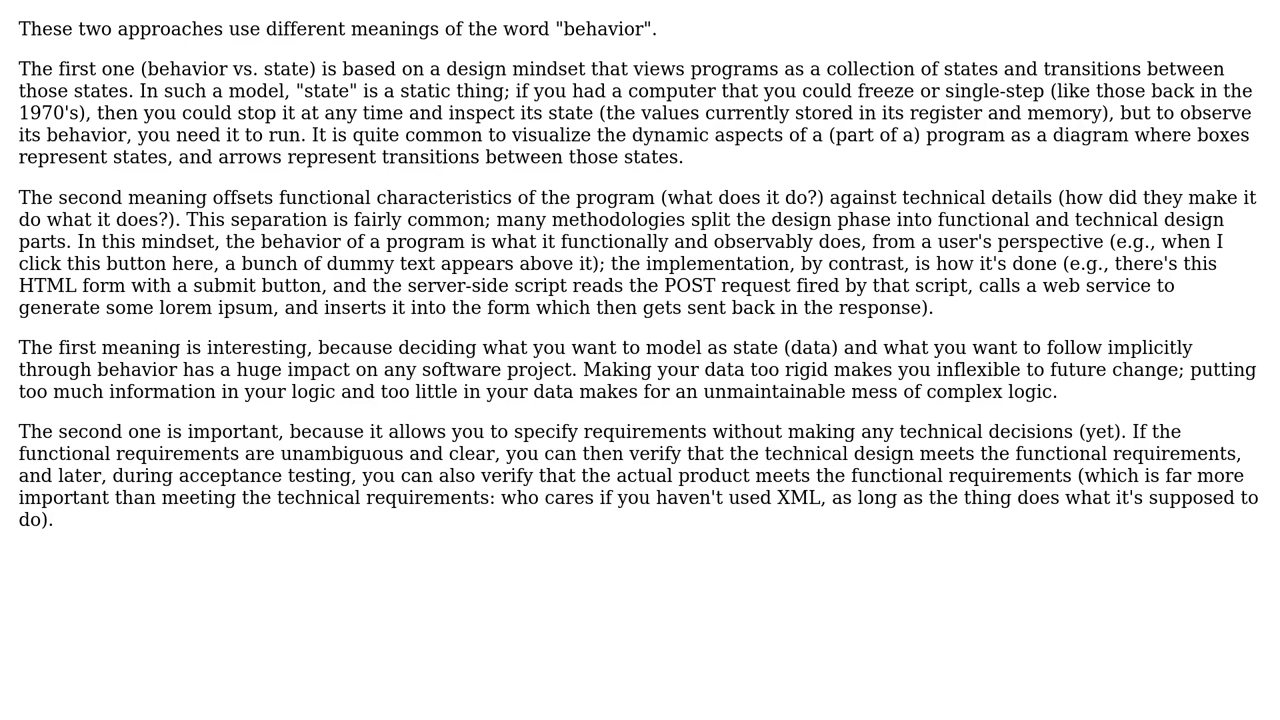 These two approaches use different meanings of the word "behavior".
The first one (behavior vs. state) is based on a design mindset that views programs as a collection of states and transitions between
those states. In such a model, "state" is a static thing; if you had a computer that you could freeze or single-step (like those back in the
1970's), then you could stop it at any time and inspect its state (the values currently stored in its register and memory), but to observe
its behavior, you need it to run. It is quite common to visualize the dynamic aspects of a (part of a) program as a diagram where boxes
represent states, and arrows represent transitions between those states.
The second meaning offsets functional characteristics of the program (what does it do?) against technical details (how did they make it
do what it does?). This separation is fairly common; many methodologies split the design phase into functional and technical design
parts. In this mindset, the behavior of a program is what it functionally and observably does, from a user's perspective (e.g., when I
click this button here, a bunch of dummy text appears above it); the implementation, by contrast, is how it's done (e.g., there's this
HTML form with a submit button, and the server-side script reads the POST request fired by that script, calls a web service to
generate some lorem ipsum, and inserts it into the form which then gets sent back in the response).
The first meaning is interesting, because deciding what you want to model as state (data) and what you want to follow implicitly
through behavior has a huge impact on any software project. Making your data too rigid makes you inflexible to future change; putting
too much information in your logic and too little in your data makes for an unmaintainable mess of complex logic.
The second one is important, because it allows you to specify requirements without making any technical decisions (yet). If the
functional requirements are unambiguous and clear, you can then verify that the technical design meets the functional requirements,
and later, during acceptance testing, you can also verify that the actual product meets the functional requirements (which is far more
important than meeting the technical requirements: who cares if you haven't used XML, as long as the thing does what it's supposed to
do).